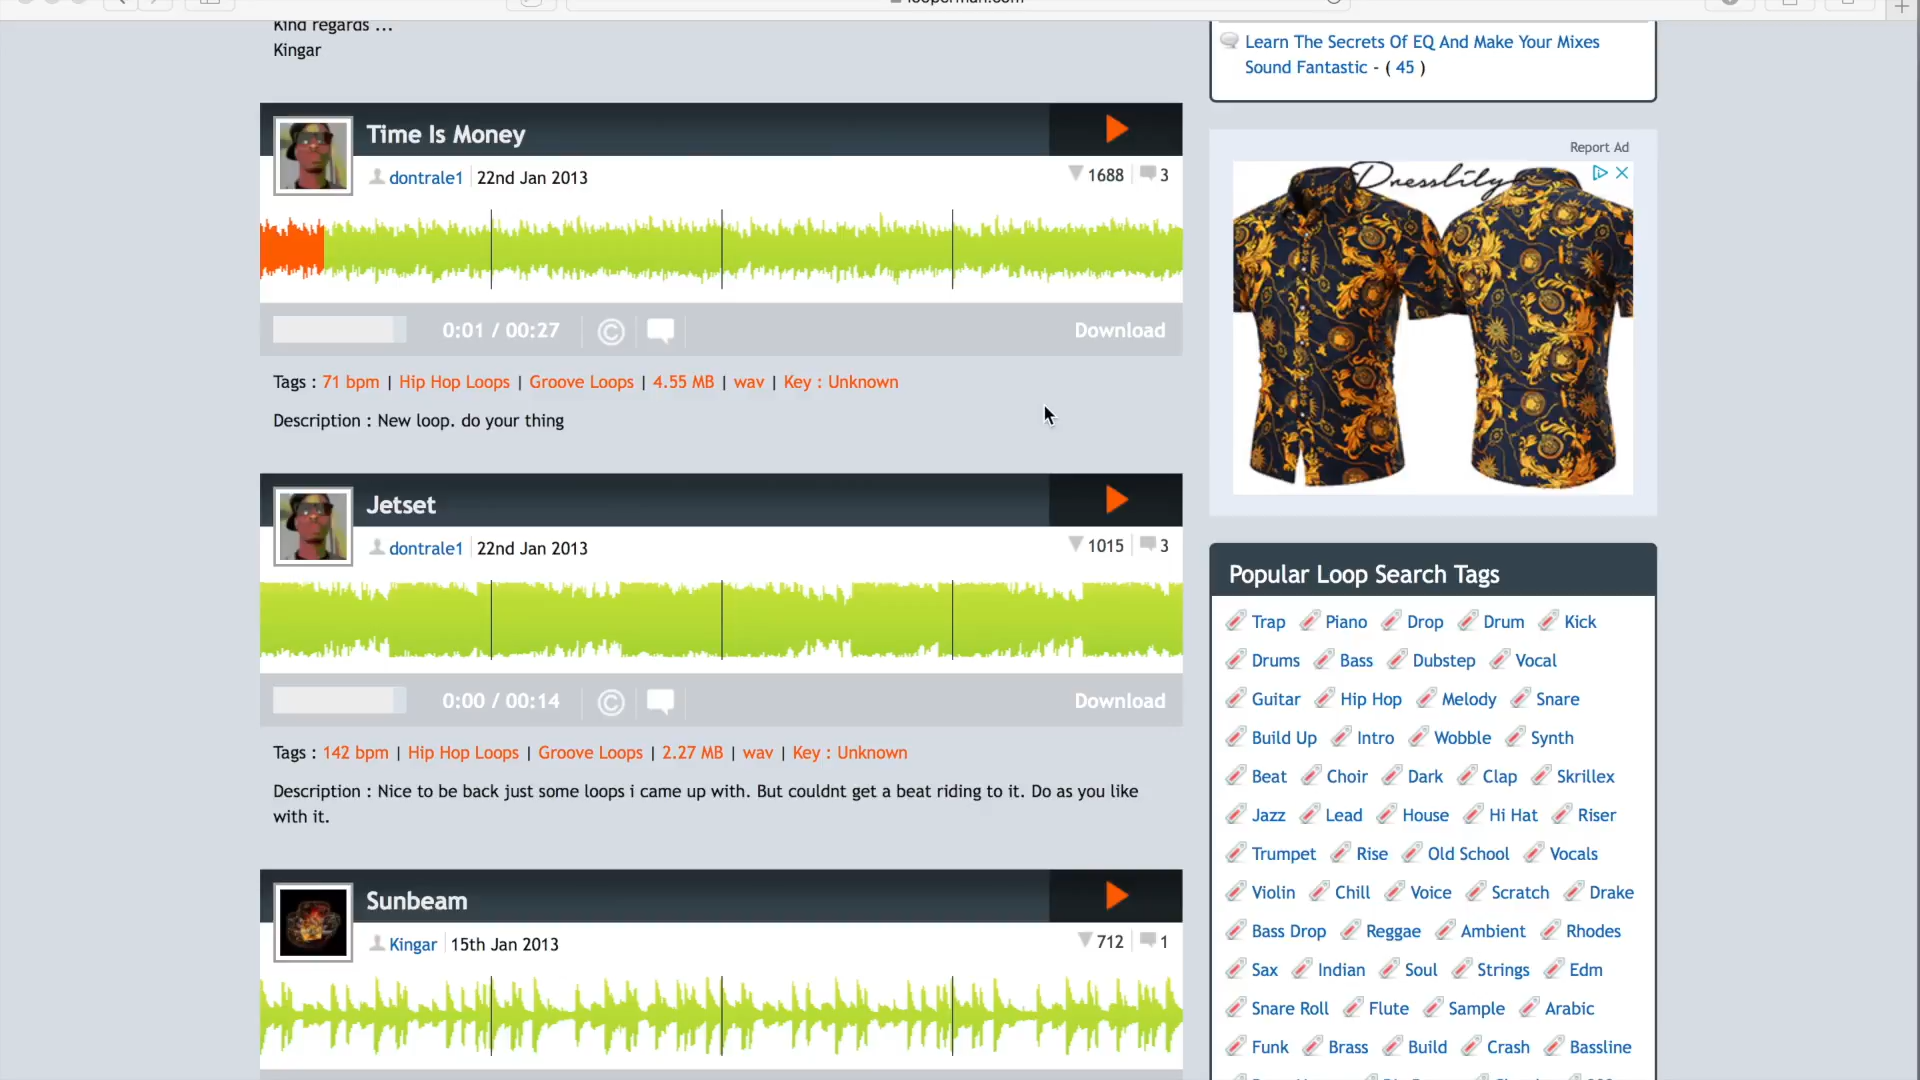 Kind regards ...
Kingar
Time Is Money
dontrale1 22nd Jan 2013
1688 3
0:01 / 00:27
Download
Tags : 71 bpm | Hip Hop Loops | Groove Loops | 4.55 MB | wav | Key : Unknown
Description : New loop. do your thing
Jetset
dontrale1 22nd Jan 2013
1015 3
0:00 / 00:14
Download
Tags : 142 bpm | Hip Hop Loops | Groove Loops | 2.27 MB | wav | Key : Unknown
Description : Nice to be back just some loops i came up with. But couldnt get a beat riding to it. Do as you like
with it.
Sunbeam
Kingar 15th Jan 2013
712 1
Learn The Secrets Of EQ And Make Your Mixes
Sound Fantastic - ( 45 )
Report Ad
Dresslily
Popular Loop Search Tags
Trap Piano Drop Drum Kick
Drums Bass Dubstep Vocal
Guitar Hip Hop Melody Snare
Build Up Intro Wobble Synth
Beat Choir Dark Clap Skrillex
Jazz Lead House Hi Hat Riser
Trumpet Rise Old School Vocals
Violin Chill Voice Scratch Drake
Bass Drop Reggae Ambient Rhodes
Sax Indian Soul Strings Edm
Snare Roll Flute Sample Arabic
Funk Brass Build Crash Bassline